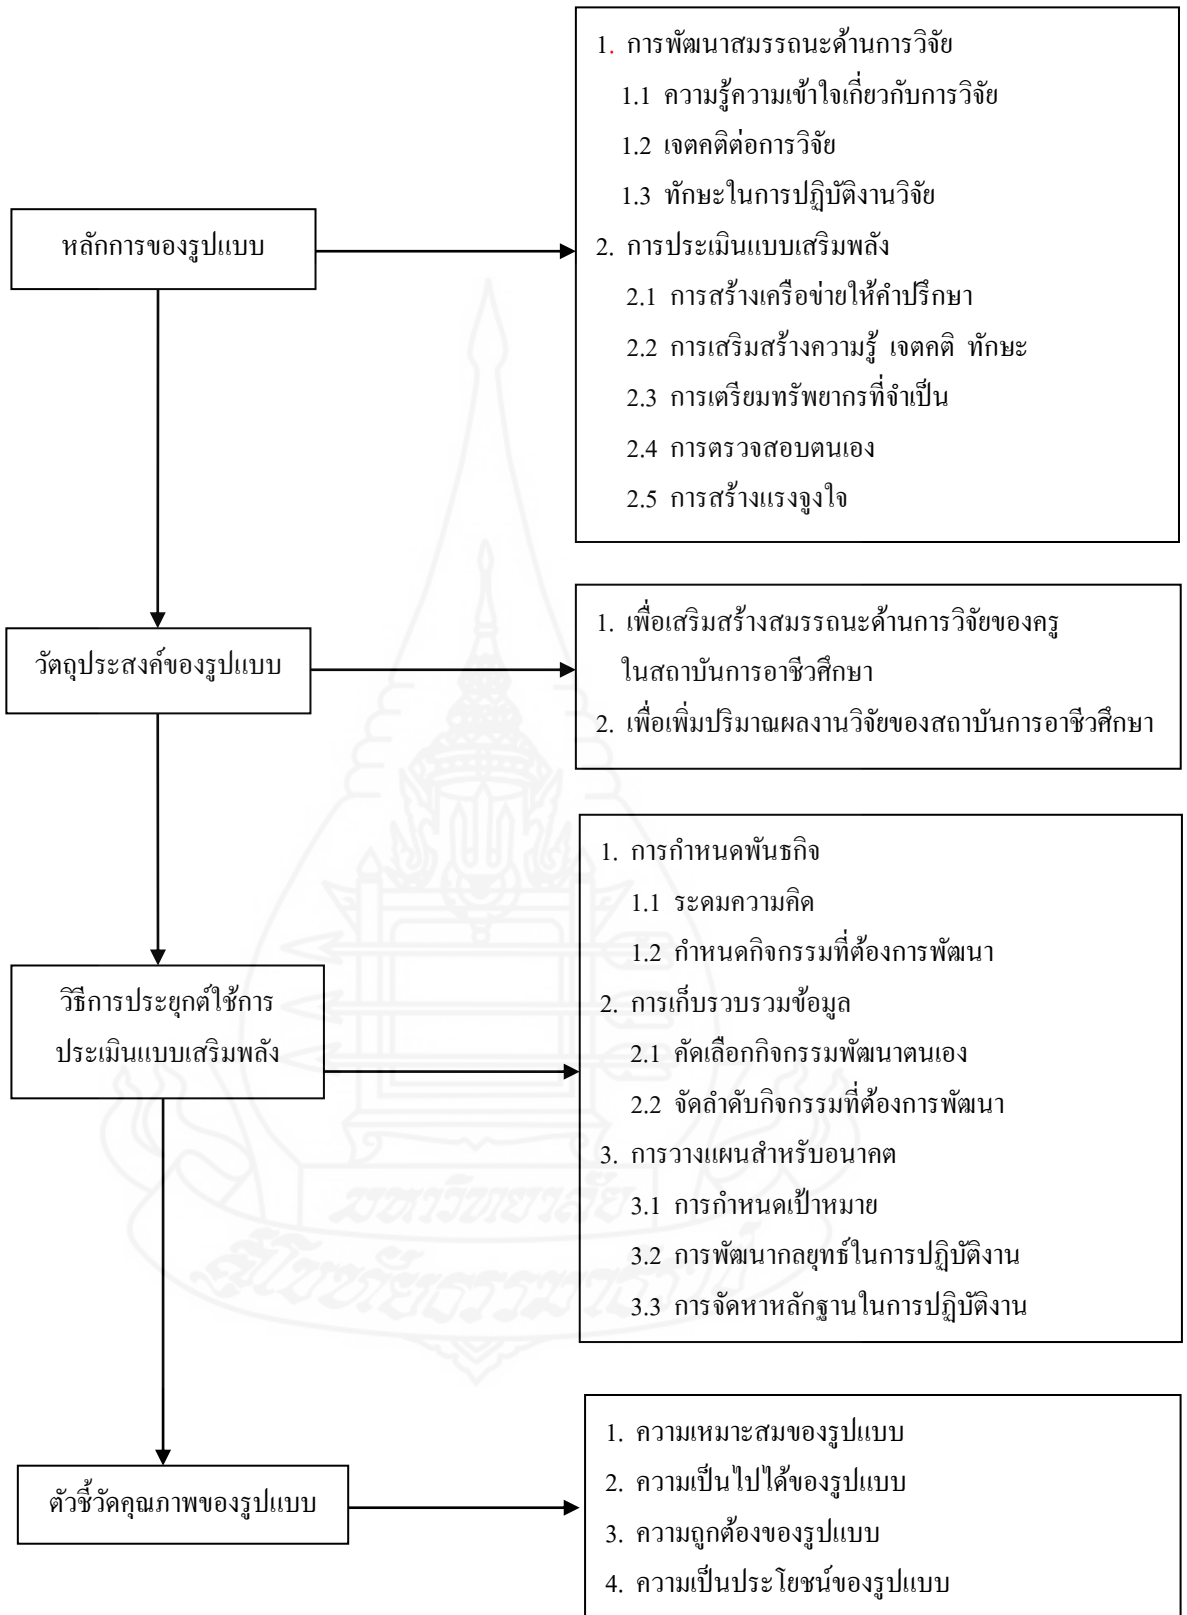 หลักการของรูปแบบ
1. การพัฒนาสมรรถนะด้านการวิจัย
1.1 ความรู้ความเข้าใจเกี่ยวกับการวิจัย
1.2 เจตคติต่อการวิจัย
1.3 ทักษะในการปฏิบัติงานวิจัย
2. การประเมินแบบเสริมพลัง
2.1 การสร้างเครือข่ายให้คำปรึกษา
2.2 การเสริมสร้างความรู้ เจตคติ ทักษะ
2.3 การเตรียมทรัพยากรที่จำเป็น
2.4 การตรวจสอบตนเอง
2.5 การสร้างแรงจูงใจ
วัตถุประสงค์ของรูปแบบ
1. เพื่อเสริมสร้างสมรรถนะด้านการวิจัยของครู
ในสถาบันการอาชีวศึกษา
2. เพื่อเพิ่มปริมาณผลงานวิจัยของสถาบันการอาชีวศึกษา
วิธีการประยุกต์ใช้การ
ประเมินแบบเสริมพลัง
1. การกำหนดพันธกิจ
1.1 ระดมความคิด
1.2 กำหนดกิจกรรมที่ต้องการพัฒนา
2. การเก็บรวบรวมข้อมูล
2.1 คัดเลือกกิจกรรมพัฒนาตนเอง
2.2 จัดลำดับกิจกรรมที่ต้องการพัฒนา
3. การวางแผนสำหรับอนาคต
3.1 การกำหนดเป้าหมาย
3.2 การพัฒนากลยุทธ์ในการปฏิบัติงาน
3.3 การจัดหาหลักฐานในการปฏิบัติงาน
มหาวิทยาลัย
สุโขทัยธรรมาธิราช
ตัวชี้วัดคุณภาพของรูปแบบ
1. ความเหมาะสมของรูปแบบ
2. ความเป็นไปได้ของรูปแบบ
3. ความถูกต้องของรูปแบบ
4. ความเป็นประโยชน์ของรูปแบบ